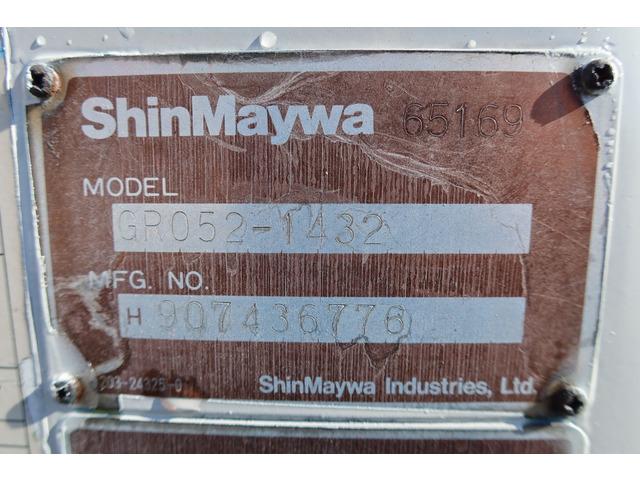 ShinMaywa 65169
MODEL
GR052-1432
MFG. NO.
H 907436776
ShinMaywa Industries, Ltd.